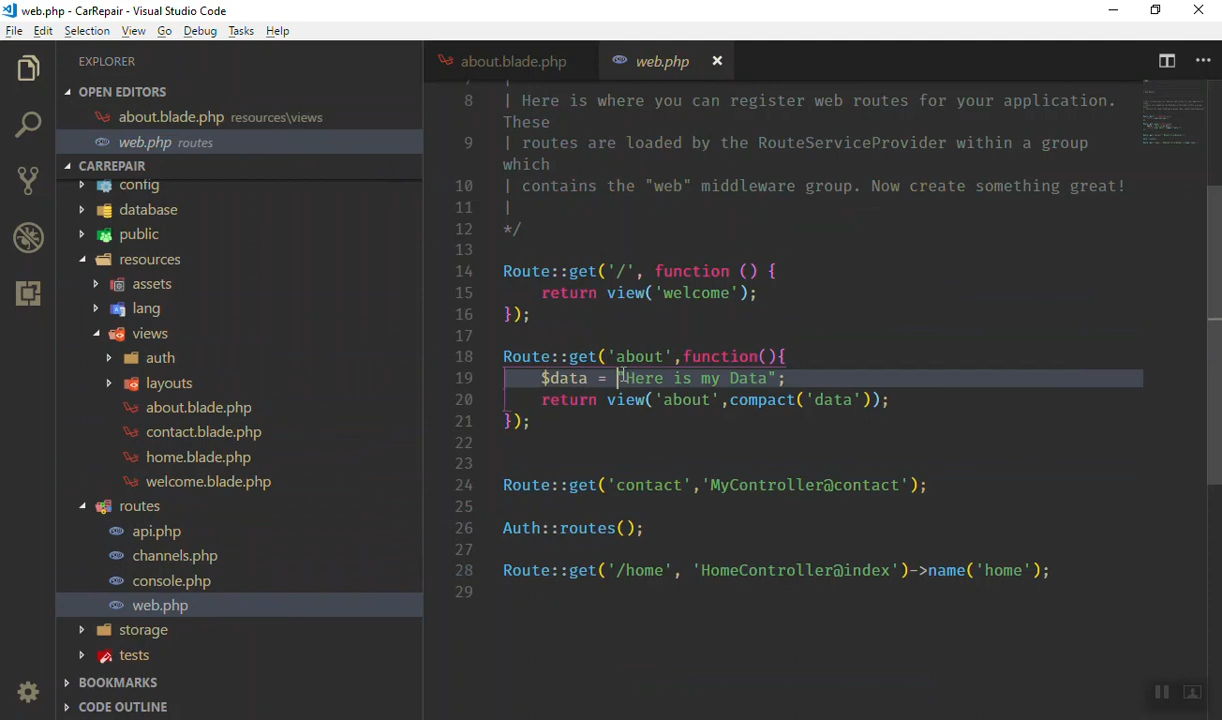 web.php - CarRepair - Visual Studio Code
File Edit Selection View Go Debug Tasks Help
EXPLORER
OPEN EDITORS
about.blade.php resources\views
web.php routes
CARREPAIR
config
database
public
resources
assets
lang
views
auth
layouts
about.blade.php
contact.blade.php
home.blade.php
welcome.blade.php
routes
api.php
channels.php
console.php
web.php
storage
tests
BOOKMARKS
CODE OUTLINE
about.blade.php web.php
8 | Here is where you can register web routes for your application.
These
9 | routes are loaded by the RouteServiceProvider within a group
which
10 | contains the "web" middleware group. Now create something great!
11 |
12 */
13
14 Route::get('/', function () {
15 return view('welcome');
16 });
17
18 Route::get('about',function(){
19 $data = "Here is my Data";
20 return view('about',compact('data'));
21 });
22
23
24 Route::get('contact','MyController@contact');
25
26 Auth::routes();
27
28 Route::get('/home', 'HomeController@index')->name('home');
29